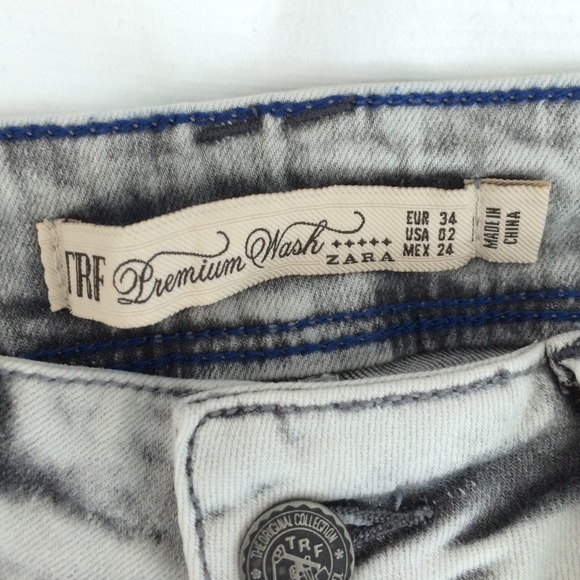 TRF Premium Wash
+++++
ZARA
EUR 34
USA 02
MEX 24
MADE IN
CHINA
THE ORIGINAL COLLECTION
TRF